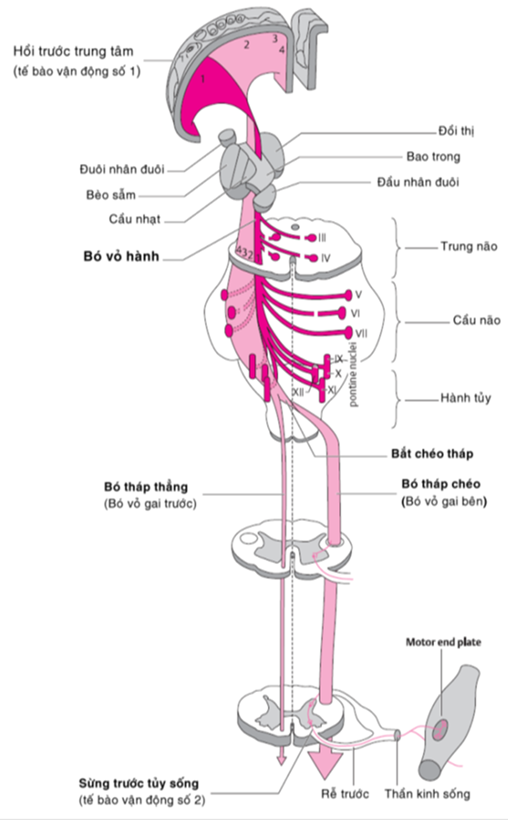 Hồi trước trung tâm
(tế bào vận động số 1)
1
2
3
4
Đồi thị
Bao trong
Đầu nhân đuôi
Đuôi nhân đuôi
Bèo sẫm
Cầu nhạt
Bó vỏ hành
432
III
IV
Trung não
V
VI
VII
Cầu não
IX
X
XI
XII
pontine nuclei
Hành tủy
Bắt chéo tháp
Bó tháp thẳng
(Bó vỏ gai trước)
Bó tháp chéo
(Bó vỏ gai bên)
Motor end plate
Sừng trước tủy sống
(tế bào vận động số 2)
Rễ trước
Thần kinh sống